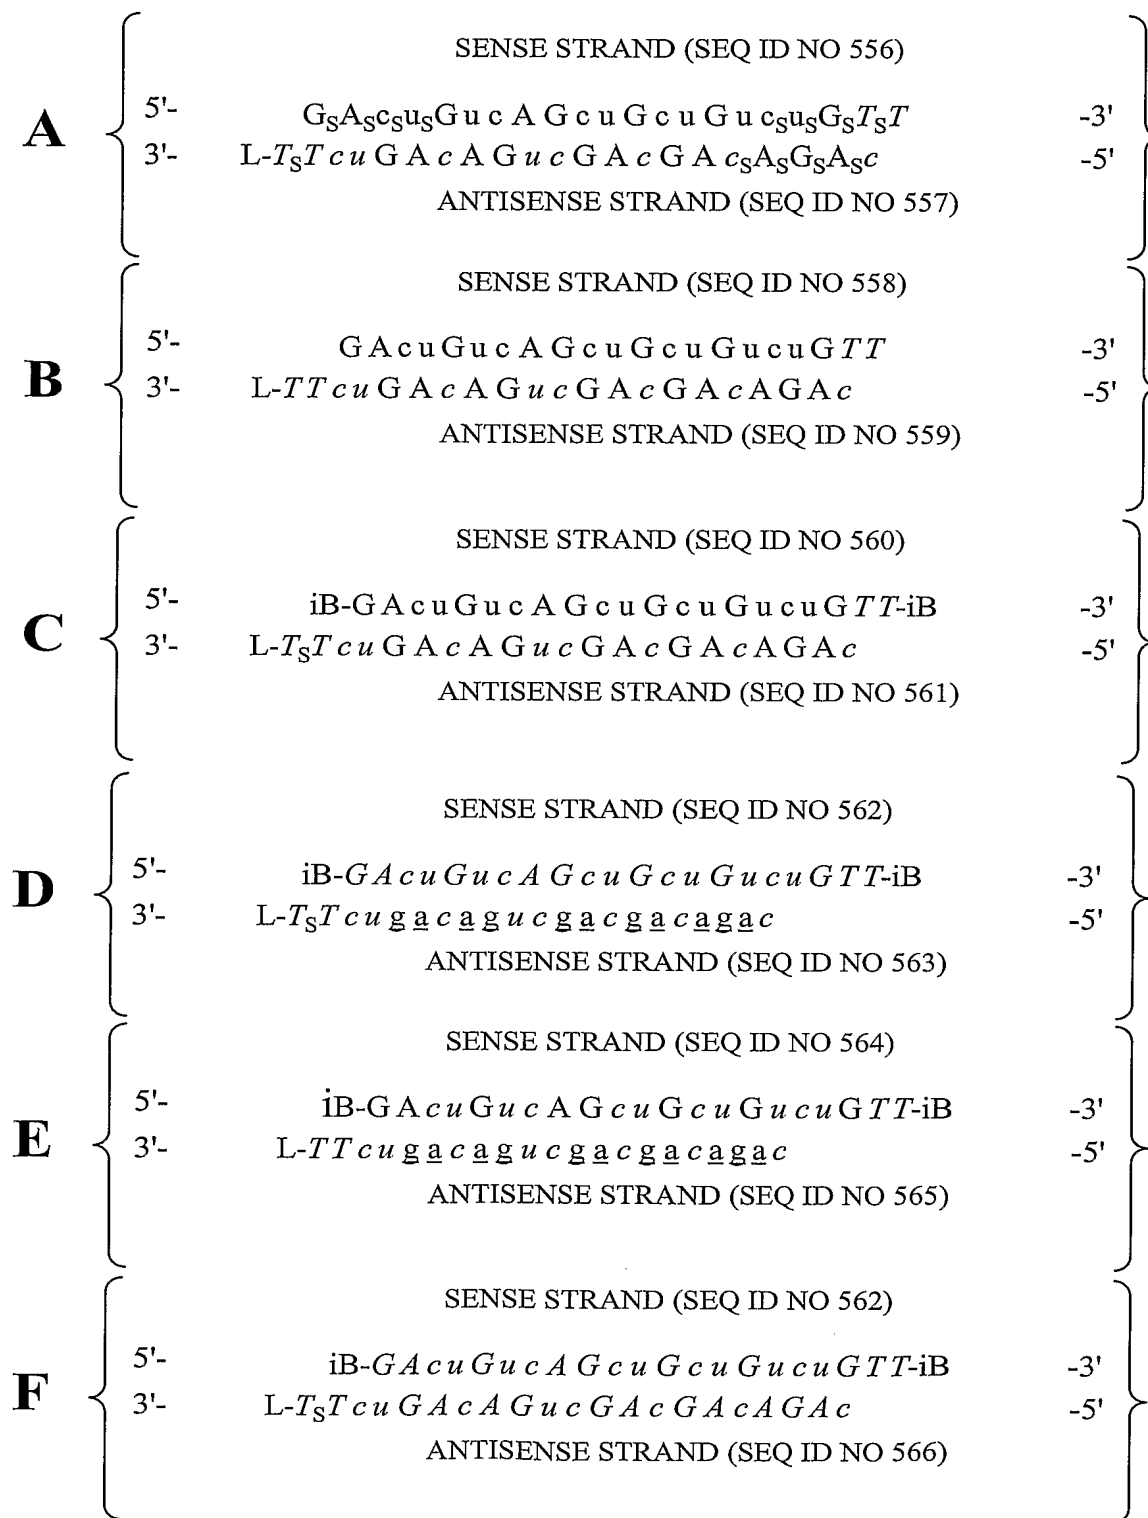 SENSE STRAND (SEQ ID NO 556)
A
5'- GSAScSuSGucAGcuGcuGucSuSGSTST -3'
3'- L-TSTcuGAcAGucGAcGAcSASGSASc -5'
ANTISENSE STRAND (SEQ ID NO 557)
SENSE STRAND (SEQ ID NO 558)
B
5'- GAcuGucAGcuGcuGucuGTT -3'
3'- L-TTcuGAcAGucGAcGAcAGAc -5'
ANTISENSE STRAND (SEQ ID NO 559)
SENSE STRAND (SEQ ID NO 560)
C
5'- iB-GAcuGucAGcuGcuGucuGTT-iB -3'
3'- L-TSTcuGAcAGucGAcGAcAGAc -5'
ANTISENSE STRAND (SEQ ID NO 561)
SENSE STRAND (SEQ ID NO 562)
D
5'- iB-GAcuGucAGcuGcuGucuGTT-iB -3'
3'- L-TSTcugacagucgacgacagac -5'
ANTISENSE STRAND (SEQ ID NO 563)
SENSE STRAND (SEQ ID NO 564)
E
5'- iB-GAcuGucAGcuGcuGucuGTT-iB -3'
3'- L-TTcugacagucgacgacagac -5'
ANTISENSE STRAND (SEQ ID NO 565)
SENSE STRAND (SEQ ID NO 562)
F
5'- iB-GAcuGucAGcuGcuGucuGTT-iB -3'
3'- L-TSTcuGAcAGucGAcGAcAGAc -5'
ANTISENSE STRAND (SEQ ID NO 566)